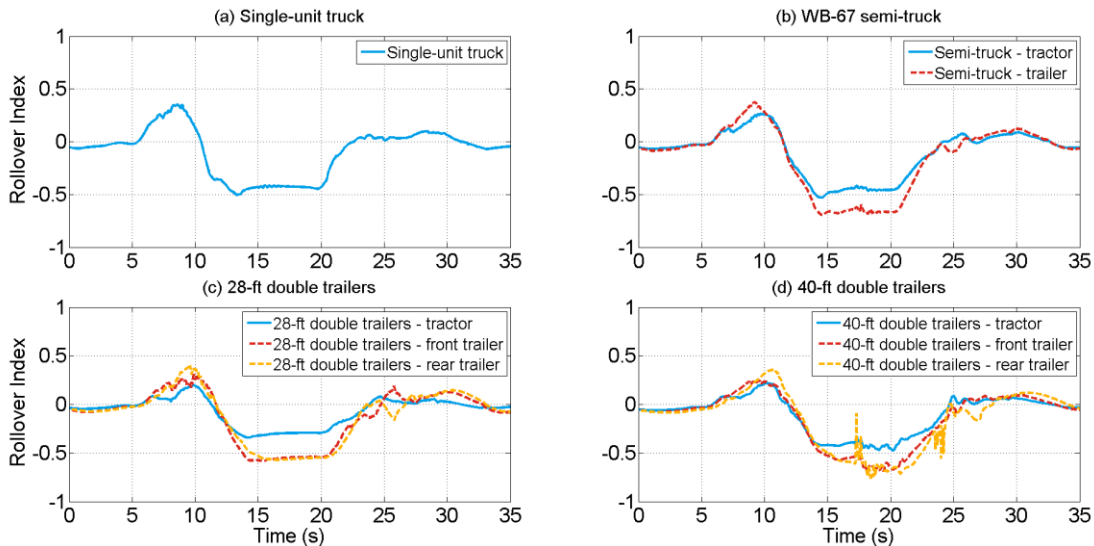 (a) Single-unit truck
Rollover Index
1
0.5
0
-0.5
-1
0 5 10 15 20 25 30 35
Single-unit truck
(b) WB-67 semi-truck
1
0.5
0
-0.5
-1
0 5 10 15 20 25 30 35
Semi-truck - tractor
Semi-truck - trailer
(c) 28-ft double trailers
Rollover Index
1
0.5
0
-0.5
-1
0 5 10 15 20 25 30 35
Time (s)
28-ft double trailers - tractor
28-ft double trailers - front trailer
28-ft double trailers - rear trailer
(d) 40-ft double trailers
1
0.5
0
-0.5
-1
0 5 10 15 20 25 30 35
Time (s)
40-ft double trailers - tractor
40-ft double trailers - front trailer
40-ft double trailers - rear trailer